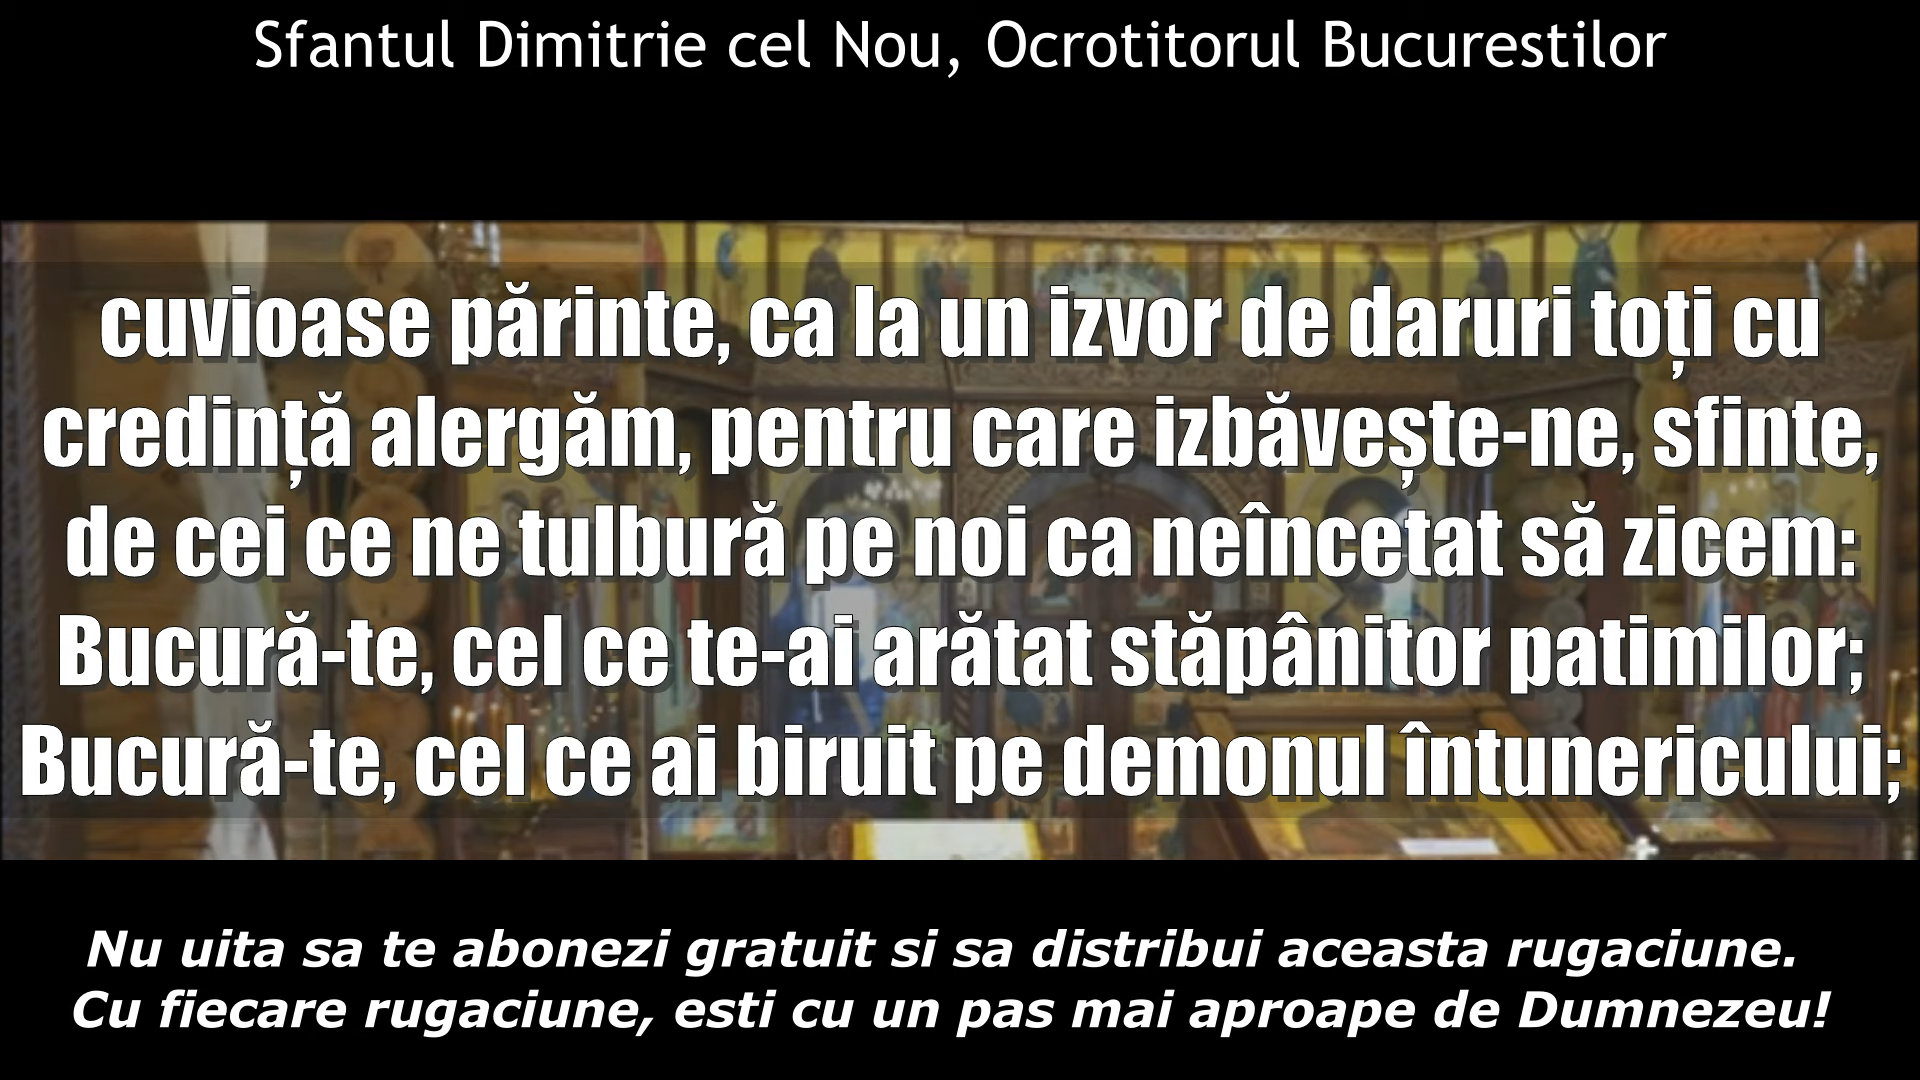 Sfantul Dimitrie cel Nou, Ocrotitorul Bucurestilor
cuvioase părinte, ca la un izvor de daruri toți cu
credință alergăm, pentru care izbăvește-ne, sfinte,
de cei ce ne tulbură pe noi ca neîncetat să zicem:
Bucură-te, cel ce te-ai arătat stăpânitor patimilor;
Bucură-te, cel ce ai biruit pe demonul întunericului;
Nu uita sa te abonezi gratuit si sa distribui aceasta rugaciune.
Cu fiecare rugaciune, esti cu un pas mai aproape de Dumnezeu!